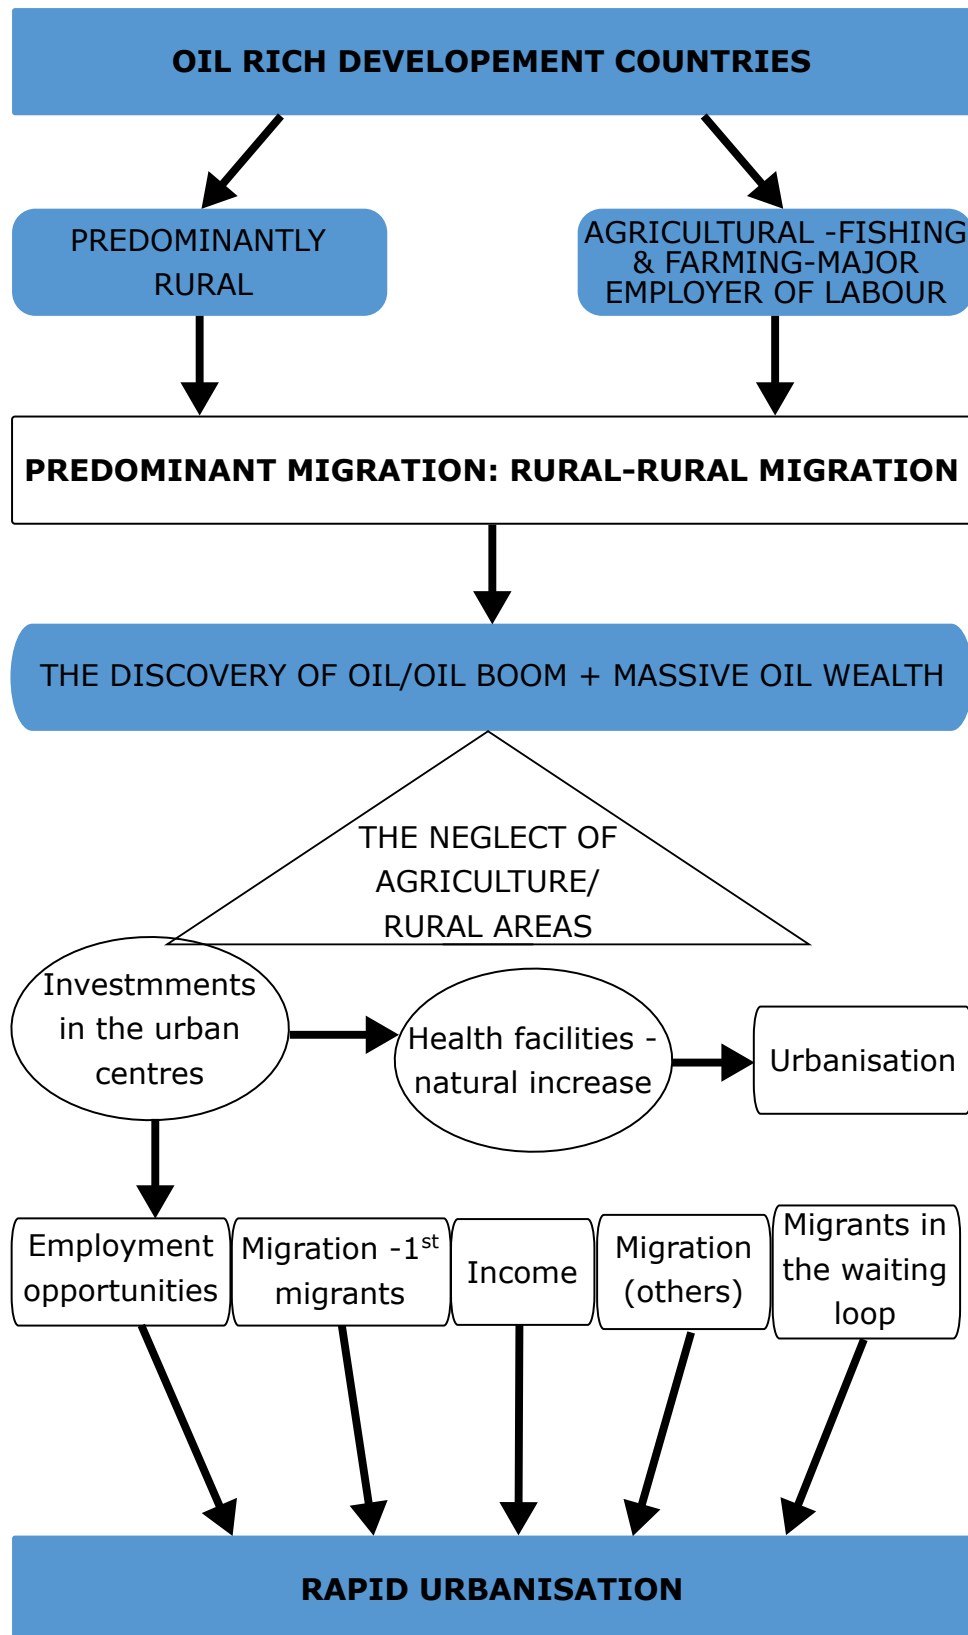 OIL RICH DEVELOPEMENT COUNTRIES
PREDOMINANTLY
RURAL
AGRICULTURAL -FISHING
& FARMING-MAJOR
EMPLOYER OF LABOUR
PREDOMINANT MIGRATION: RURAL-RURAL MIGRATION
THE DISCOVERY OF OIL/OIL BOOM + MASSIVE OIL WEALTH
THE NEGLECT OF
AGRICULTURE/
RURAL AREAS
Investmments
in the urban
centres
Health facilities -
natural increase
Urbanisation
Employment
opportunities
Migration -1st
migrants
Income
Migration
(others)
Migrants in
the waiting
loop
RAPID URBANISATION